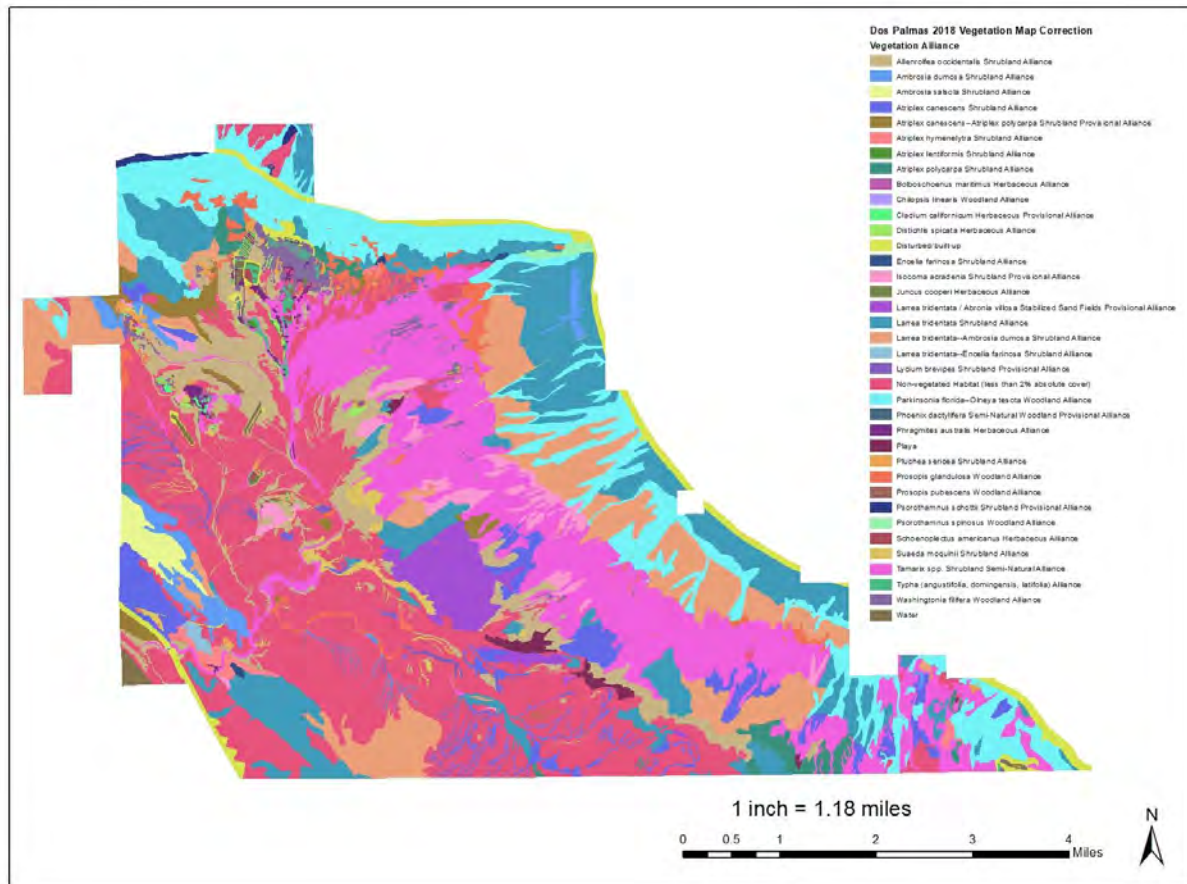 Dos Palmas 2018 Vegetation Map Correction
Vegetation Alliance
Allenrolfea occidentalis Shrubland Alliance
Ambrosia dumosa Shrubland Alliance
Ambrosia salsola Shrubland Alliance
Atriplex canescens Shrubland Alliance
Atriplex canescens--Atriplex polycarpa Shrubland Provisional Alliance
Atriplex hymenelytra Shrubland Alliance
Atriplex lentiformis Shrubland Alliance
Atriplex polycarpa Shrubland Alliance
Bolboschoenus maritimus Herbaceous Alliance
Chilopsis linearis Woodland Alliance
Cladium californicum Herbaceous Provisional Alliance
Distichlis spicata Herbaceous Alliance
Disturbed/built-up
Encelia farinosa Shrubland Alliance
Isocoma acradenia Shrubland Provisional Alliance
Juncus cooperi Herbaceous Alliance
Larrea tridentata / Abronia villosa Stabilized Sand Fields Provisional Alliance
Larrea tridentata Shrubland Alliance
Larrea tridentata--Ambrosia dumosa Shrubland Alliance
Larrea tridentata--Encelia farinosa Shrubland Alliance
Lycium brevipes Shrubland Provisional Alliance
Non-vegetated Habitat (less than 2% absolute cover)
Parkinsonia florida--Olneya tesota Woodland Alliance
Phoenix dactylifera Semi-Natural Woodland Provisional Alliance
Phragmites australis Herbaceous Alliance
Playa
Pluchea sericea Shrubland Alliance
Prosopis glandulosa Woodland Alliance
Prosopis pubescens Woodland Alliance
Psorothamnus schottii Shrubland Provisional Alliance
Psorothamnus spinosus Woodland Alliance
Schoenoplectus americanus Herbaceous Alliance
Suaeda moquinii Shrubland Alliance
Tamarix spp. Shrubland Semi-Natural Alliance
Typha (angustifolia, domingensis, latifolia) Alliance
Washingtonia filifera Woodland Alliance
Water
1 inch = 1.18 miles
N
0 0.5 1 2 3 4
Miles